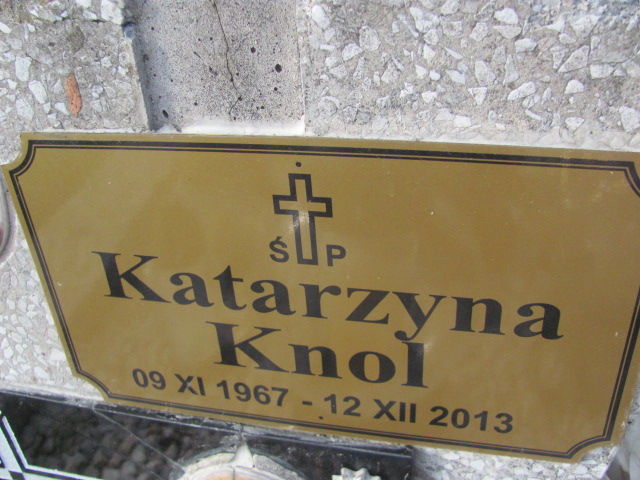 Ś P
Katarzyna
Knol
09 XI 1967 - 12 XII 2013